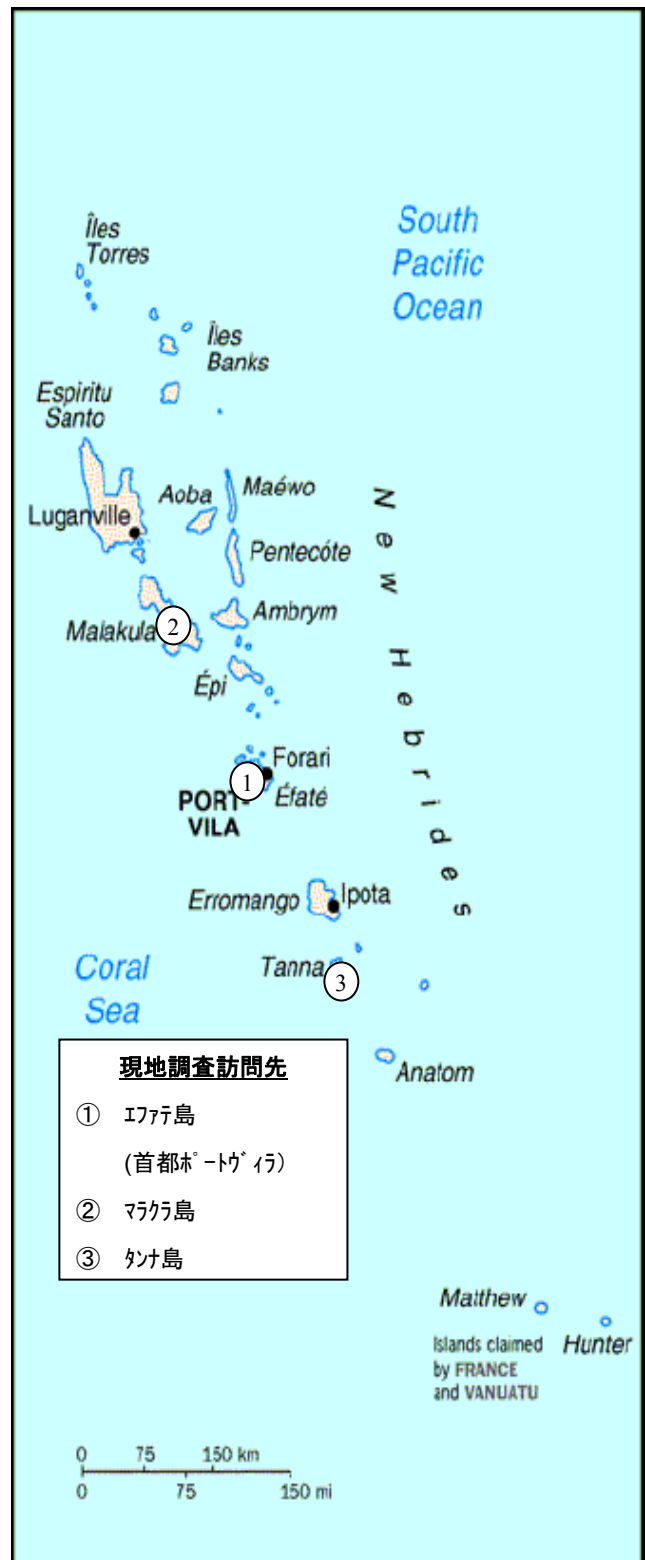 South
Pacific
Ocean
Îles
Torres
Îles
Banks
Espiritu
Santo
Luganville
Aoba
Maéwo
Pentecóte
Malakula
②
Ambrym
Épi
New Hebrides
Forari
①
PORT-
VILA
Éfaté
Erromango
Ipota
Coral
Sea
Tanna
③
Anatom
現地調査訪問先
① ｴﾌｧﾃ島
(首都ﾎﾟｰﾄｳﾞｨﾗ)
② ﾏﾗｸﾗ島
③ ﾀﾝﾅ島
Matthew
Hunter
Islands claimed
by FRANCE
and VANUATU
0 75 150 km
0 75 150 mi